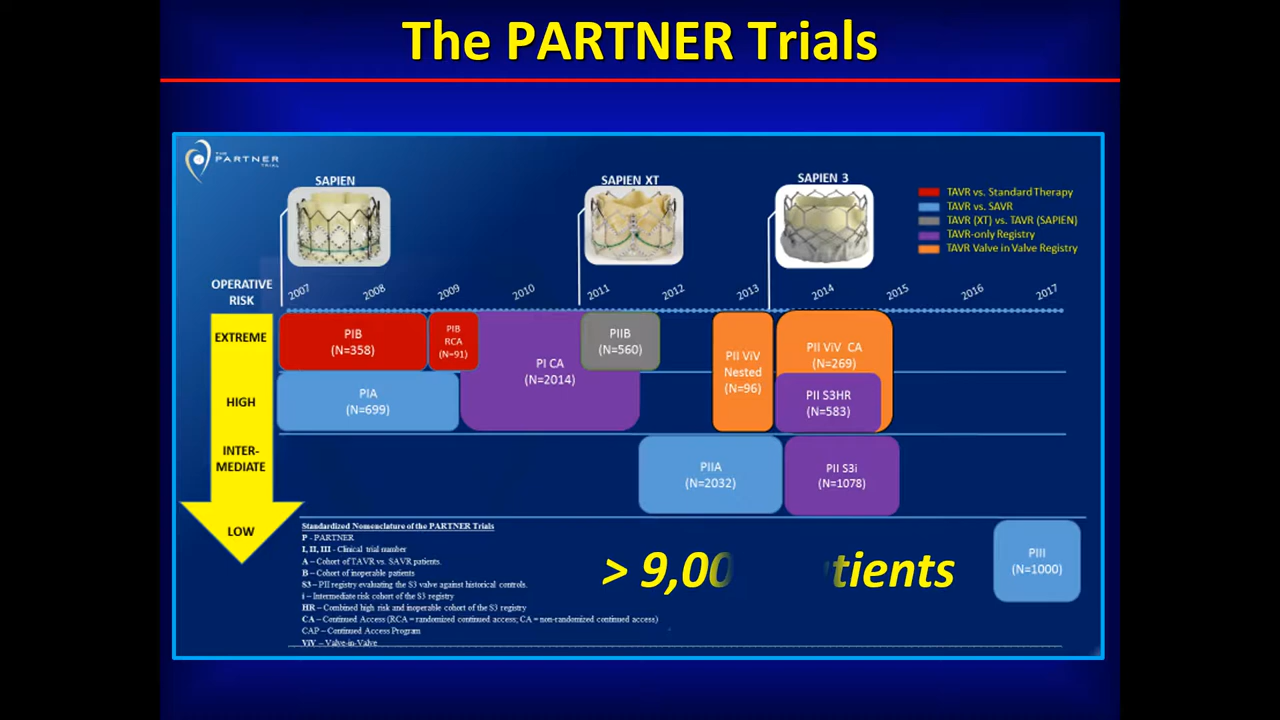 The PARTNER Trials
THE
PARTNER
TRIAL
SAPIEN
SAPIEN XT
SAPIEN 3
TAVR vs. Standard Therapy
TAVR vs. SAVR
TAVR (XT) vs. TAVR (SAPIEN)
TAVR-only Registry
TAVR Valve in Valve Registry
OPERATIVE
RISK
2007
2008
2009
2010
2011
2012
2013
2014
2015
2016
2017
EXTREME
HIGH
INTER-
MEDIATE
LOW
PIB
(N=358)
PIB
RCA
(N=91)
PI CA
(N=2014)
PIIB
(N=560)
PII ViV
Nested
(N=96)
PII ViV CA
(N=269)
PIA
(N=699)
PII S3HR
(N=583)
PIIA
(N=2032)
PII S3i
(N=1078)
PIII
(N=1000)
Standardized Nomenclature of the PARTNER Trials
P - PARTNER
I, II, III - Clinical trial number
A – Cohort of TAVR vs. SAVR patients.
B – Cohort of inoperable patients
S3 – PII registry evaluating the S3 valve against historical controls.
i – Intermediate risk cohort of the S3 registry
HR – Combined high risk and inoperable cohort of the S3 registry
CA – Continued Access (RCA = randomized continued access; CA = non-randomized continued access)
CAP – Continued Access Program
ViV – Valve-in-Valve
> 9,00 tients